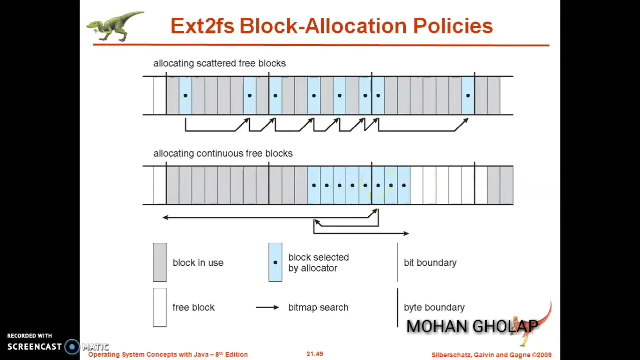 Ext2fs Block-Allocation Policies
allocating scattered free blocks
allocating continuous free blocks
block in use
block selected
by allocator
bit boundary
free block
bitmap search
byte boundary
MOHAN GHOLAP
RECORDED WITH
SCREENCAST MATIC
Operating System Concepts with Java – 8th Edition
21.49
Silberschatz, Galvin and Gagne ©2009